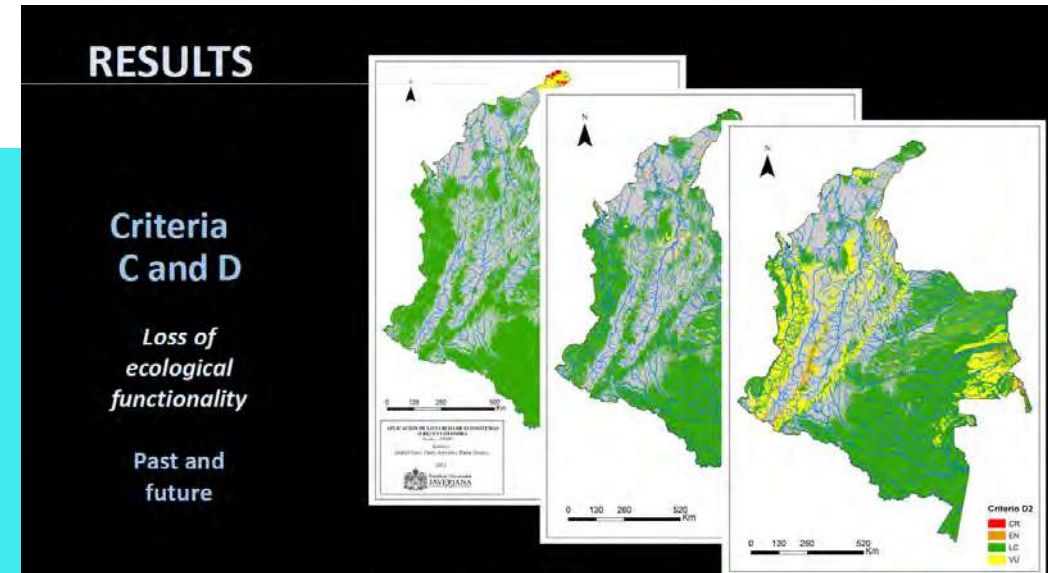 RESULTS
Criteria
C and D
Loss of
ecological
functionality
Past and
future
N
N
0 130 260
Km
JAVERIANA
0 130 260 520
Km
0 130 260 520
Km
Criterio D2
CR
EN
LC
VU